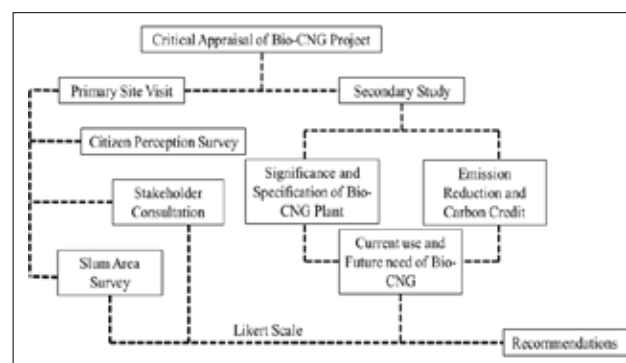 Critical Appraisal of Bio-CNG Project
Primary Site Visit
Secondary Study
Citizen Perception Survey
Significance and
Specification of Bio-
CNG Plant
Emission
Reduction and
Carbon Credit
Stakeholder
Consultation
Current use and
Future need of Bio-
CNG
Slum Area
Survey
Likert Scale
Recommendations